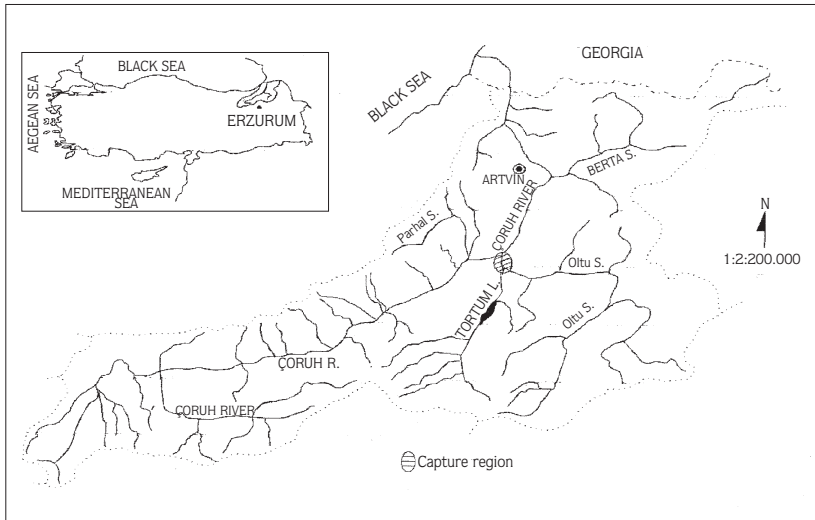 BLACK SEA
AEGEAN SEA
ERZURUM
MEDITERRANEAN
SEA
BLACK SEA
GEORGIA
ARTVİN
BERTA S.
ÇORUH RIVER
Parhal S.
Oltu S.
TORTUM L.
Oltu S.
ÇORUH R.
ÇORUH RIVER
N
1:2:200.000
Capture region